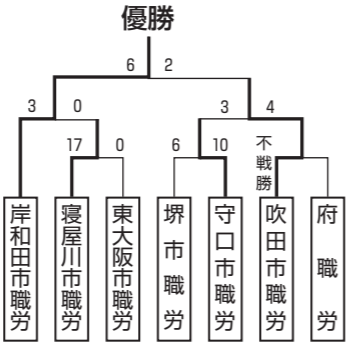 優勝
6 2
3 0 3 4
17 0 6 10 不戦勝
岸和田市職労
寝屋川市職労
東大阪市職労
堺市職労
守口市職労
吹田市職労
府職労